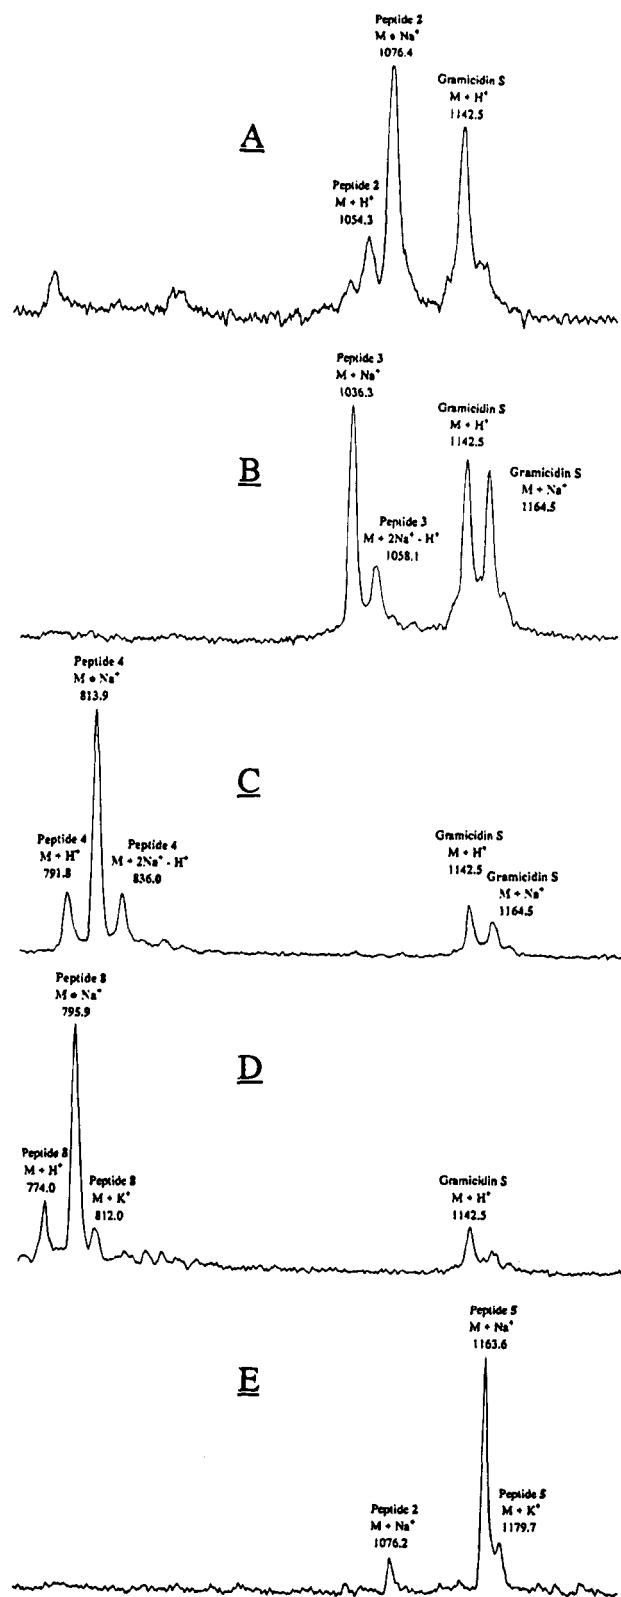 Peptide 2
M + Na⁺
1076.4
Gramicidin S
M + H⁺
1142.5
A
Peptide 2
M + H⁺
1054.3
Peptide 3
M + Na⁺
1036.3
Gramicidin S
M + H⁺
1142.5
B
Gramicidin S
M + Na⁺
1164.5
Peptide 3
M + 2Na⁺ - H⁺
1058.1
Peptide 4
M + Na⁺
813.9
C
Peptide 4
M + H⁺
791.8
Peptide 4
M + 2Na⁺ - H⁺
836.0
Gramicidin S
M + H⁺
1142.5
Gramicidin S
M + Na⁺
1164.5
Peptide 8
M + Na⁺
795.9
D
Peptide 8
M + H⁺
774.0
Peptide 8
M + K⁺
812.0
Gramicidin S
M + H⁺
1142.5
Peptide 5
M + Na⁺
1163.6
E
Peptide 5
M + K⁺
1179.7
Peptide 2
M + Na⁺
1076.2